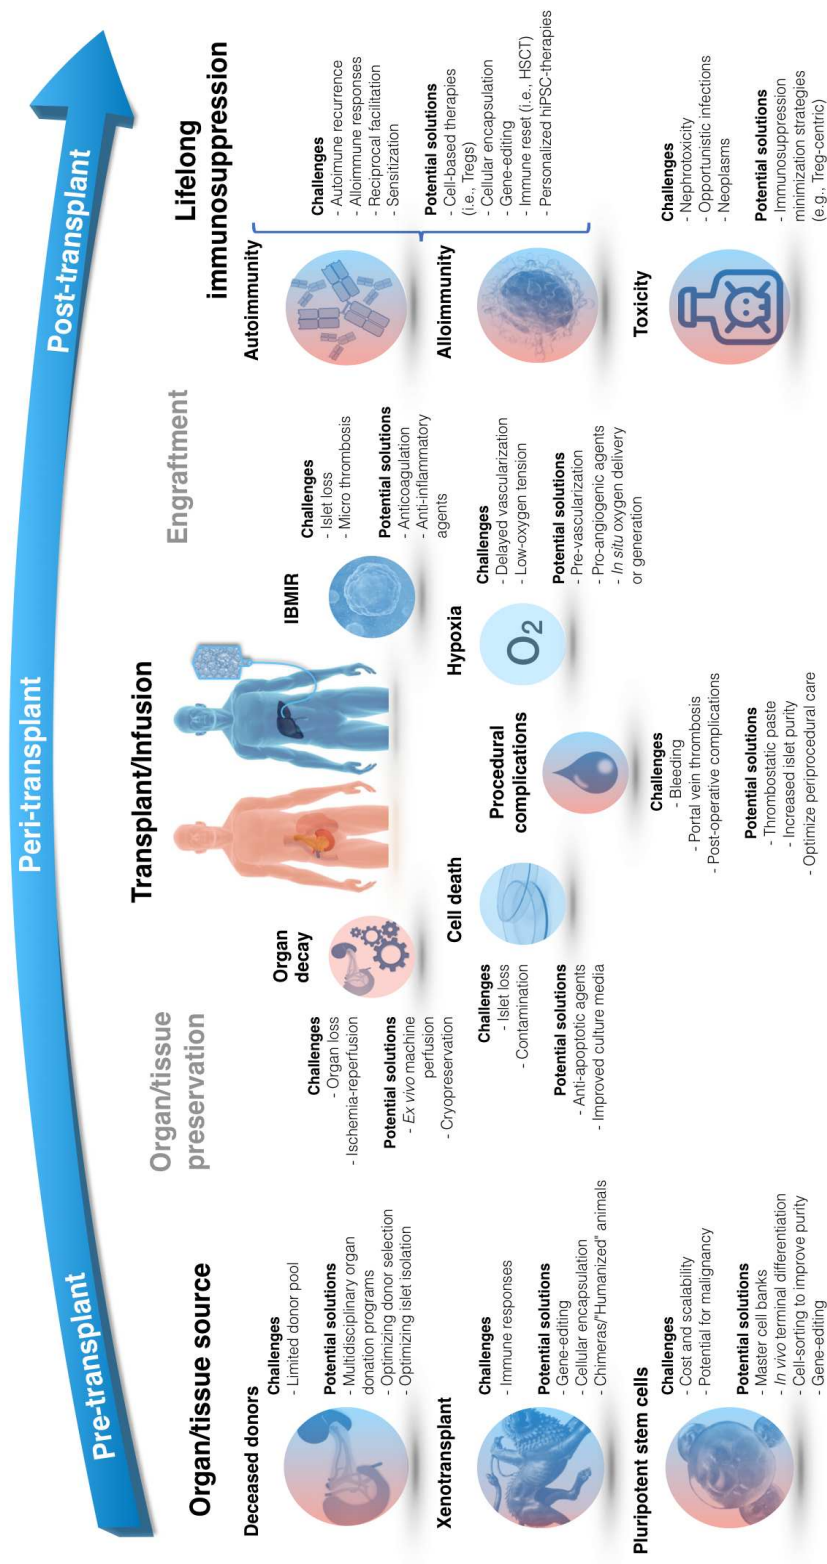 Pre-transplant
Peri-transplant
Post-transplant
Organ/tissue source
Deceased donors
Challenges
- Limited donor pool
Potential solutions
- Multidisciplinary organ
donation programs
- Optimizing donor selection
- Optimizing islet isolation
Xenotransplant
Challenges
- Immune responses
Potential solutions
- Gene-editing
- Cellular encapsulation
- Chimeras/"Humanized" animals
Pluripotent stem cells
Challenges
- Cost and scalability
- Potential for malignancy
Potential solutions
- Master cell banks
- In vivo terminal differentiation
- Cell-sorting to improve purity
- Gene-editing
Organ/tissue
preservation
Organ
decay
Challenges
- Organ loss
- Ischemia-reperfusion
Potential solutions
- Ex vivo machine
perfusion
- Cryopreservation
Cell death
Challenges
- Islet loss
- Contamination
Potential solutions
- Anti-apoptotic agents
- Improved culture media
Transplant/Infusion
Procedural
complications
Challenges
- Bleeding
- Portal vein thrombosis
- Post-operative complications
Potential solutions
- Thrombostatic paste
- Increased islet purity
- Optimize periprocedural care
Engraftment
IBMIR
Challenges
- Islet loss
- Micro thrombosis
Potential solutions
- Anticoagulation
- Anti-inflammatory
agents
Hypoxia
O2
Challenges
- Delayed vascularization
- Low-oxygen tension
Potential solutions
- Pre-vascularization
- Pro-angiogenic agents
- In situ oxygen delivery
or generation
Lifelong
immunosuppression
Autoimmunity
Alloimmunity
Challenges
- Autoimune recurrence
- Alloimmune responses
- Reciprocal facilitation
- Sensitization
Potential solutions
- Cell-based therapies
(i.e., Tregs)
- Cellular encapsulation
- Gene-editing
- Immune reset (i.e., HSCT)
- Personalized hiPSC-therapies
Toxicity
Challenges
- Nephrotoxicity
- Opportunistic infections
- Neoplasms
Potential solutions
- Immunosuppression
minimization strategies
(e.g., Treg-centric)